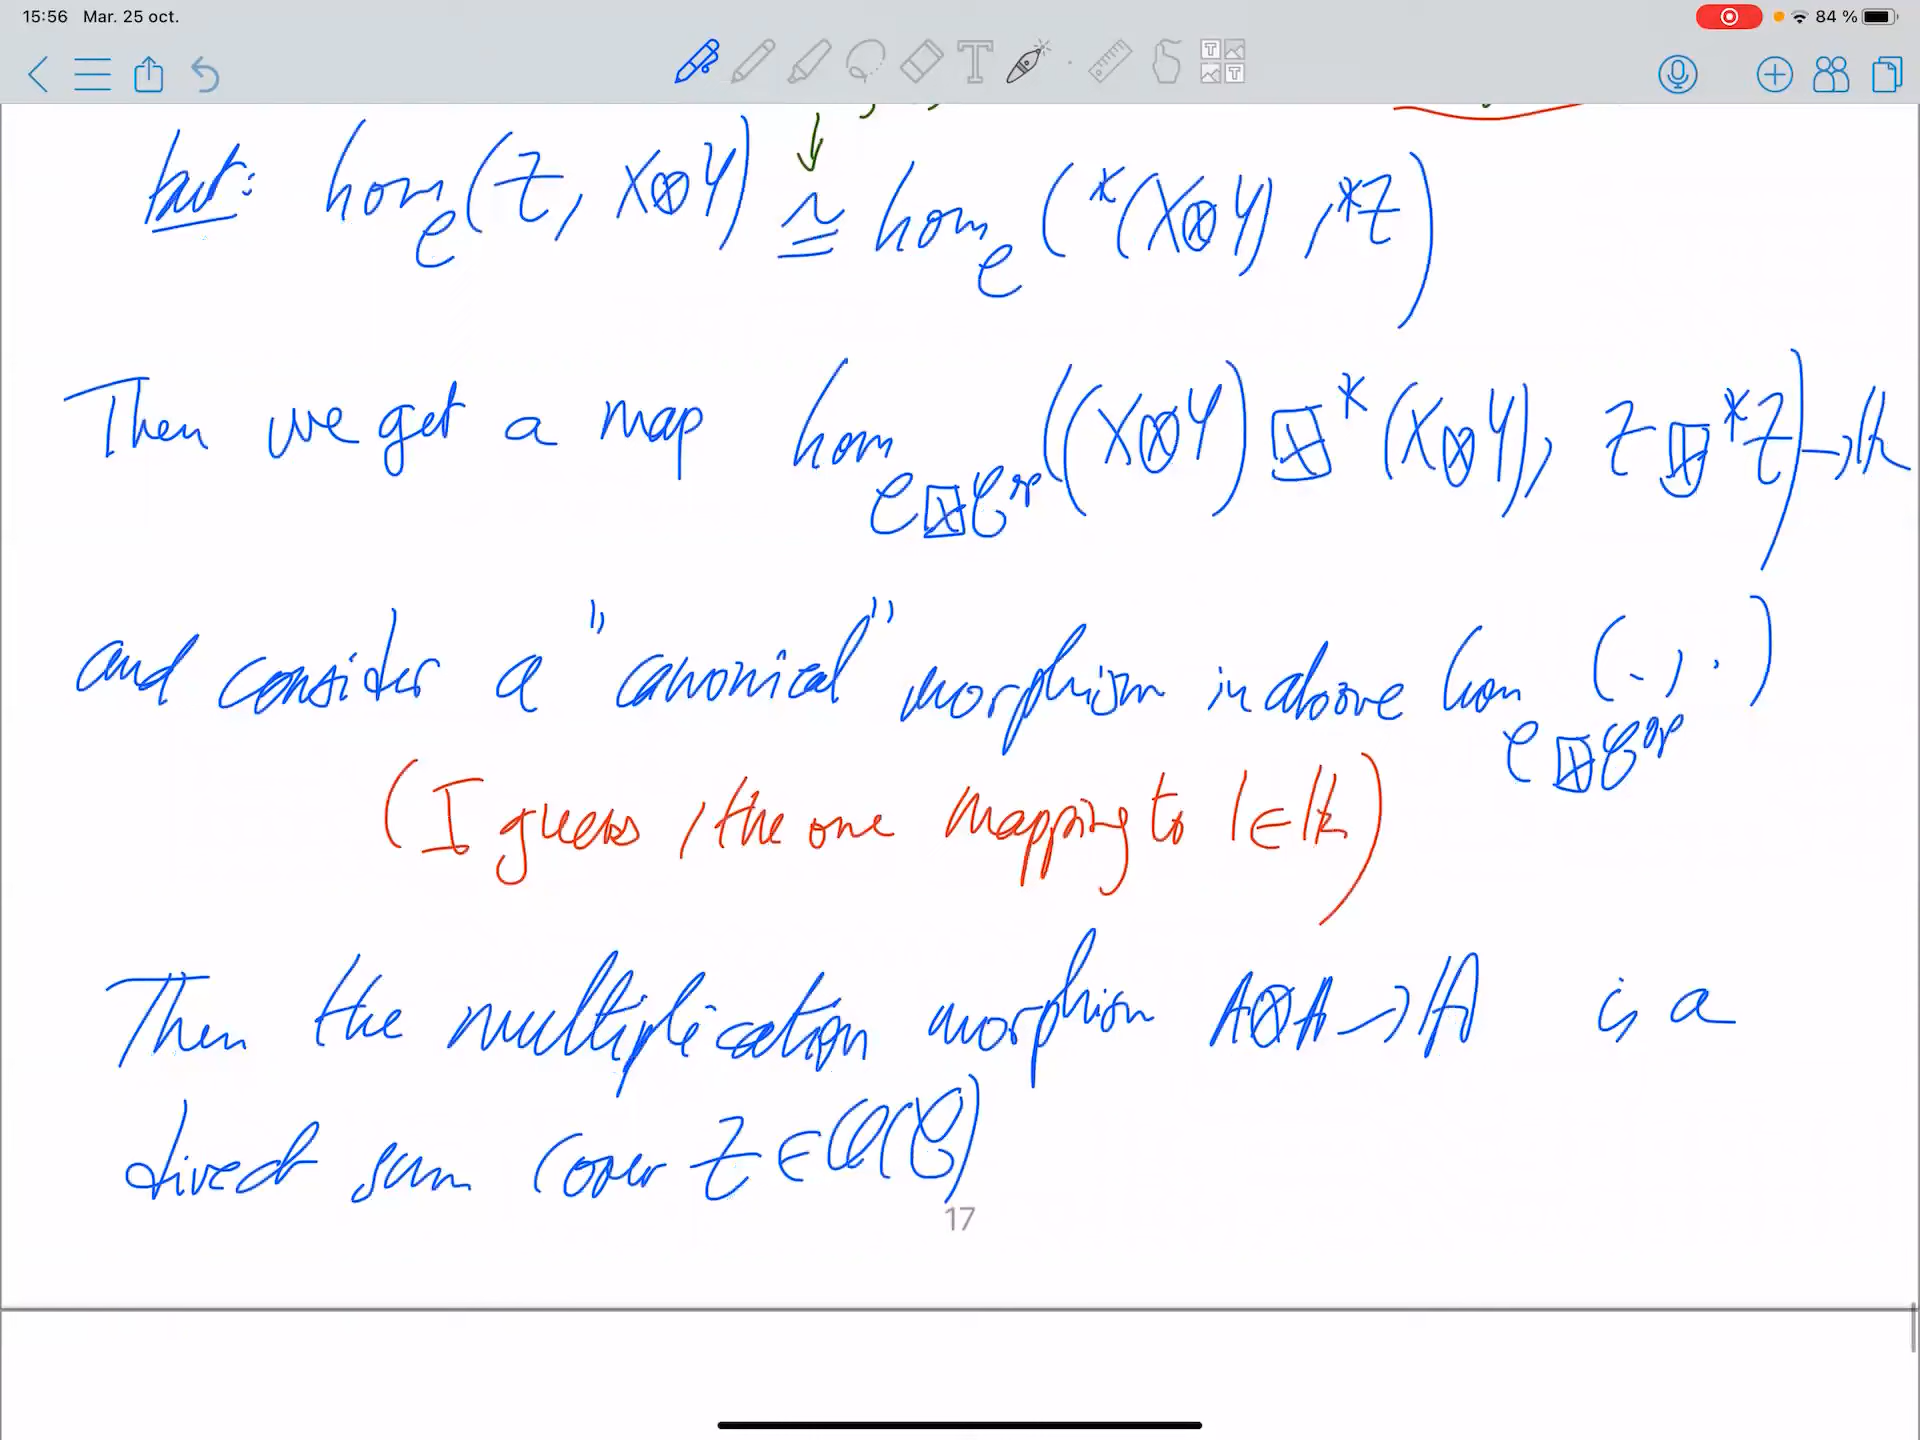 15:56 Mar. 25 oct. 84 %
but: hom_C(Z, X⊗Y) ≅ hom_C(*(X⊗Y), *Z)
Then we get a map hom_{C⊠C^op}((X⊗Y)⊠*(X⊗Y), Z⊠*Z) → k
and consider a "canonical" morphism in above hom_{C⊠C^op}(·,·)
(I guess, the one mapping to 1∈k)
Then the multiplication morphism A⊗A → A is a
direct sum (over Z∈O(C)
17